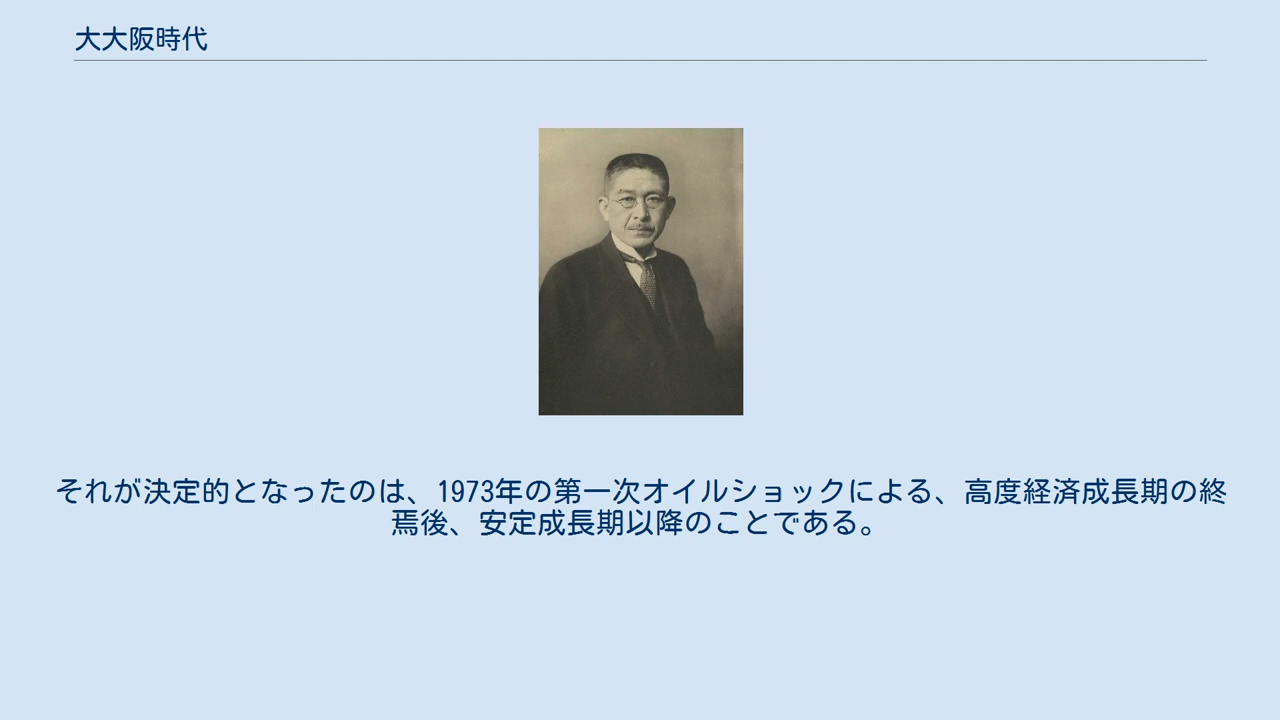 大大阪時代
それが決定的となったのは、1973年の第一次オイルショックによる、高度経済成長期の終
焉後、安定成長期以降のことである。